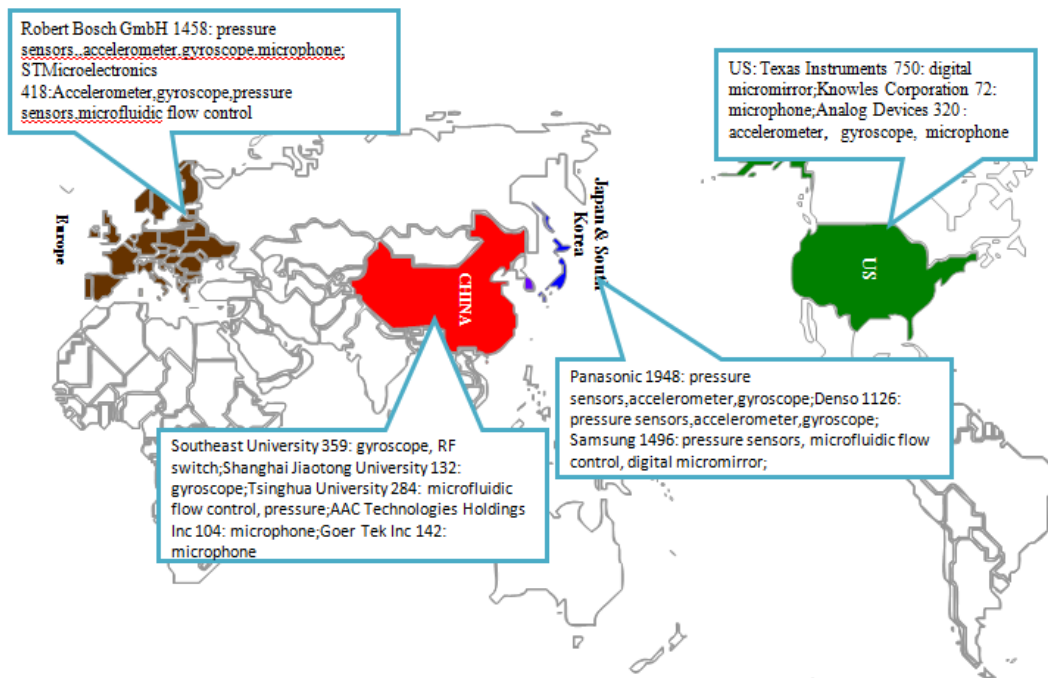 Robert Bosch GmbH 1458: pressure
sensors,.accelerometer.gyroscope.microphone;
STMicroelectronics
418:Accelerometer,gyroscope,pressure
sensors.microfluidic flow control
US: Texas Instruments 750: digital
micromirror;Knowles Corporation 72:
microphone;Analog Devices 320:
accelerometer, gyroscope, microphone
Europe
CHINA
Japan & South
Korea
US
Panasonic 1948: pressure
sensors,accelerometer,gyroscope;Denso 1126:
pressure sensors,accelerometer,gyroscope;
Samsung 1496: pressure sensors, microfluidic flow
control, digital micromirror;
Southeast University 359: gyroscope, RF
switch;Shanghai Jiaotong University 132:
gyroscope;Tsinghua University 284: microfluidic
flow control, pressure;AAC Technologies Holdings
Inc 104: microphone;Goer Tek Inc 142:
microphone